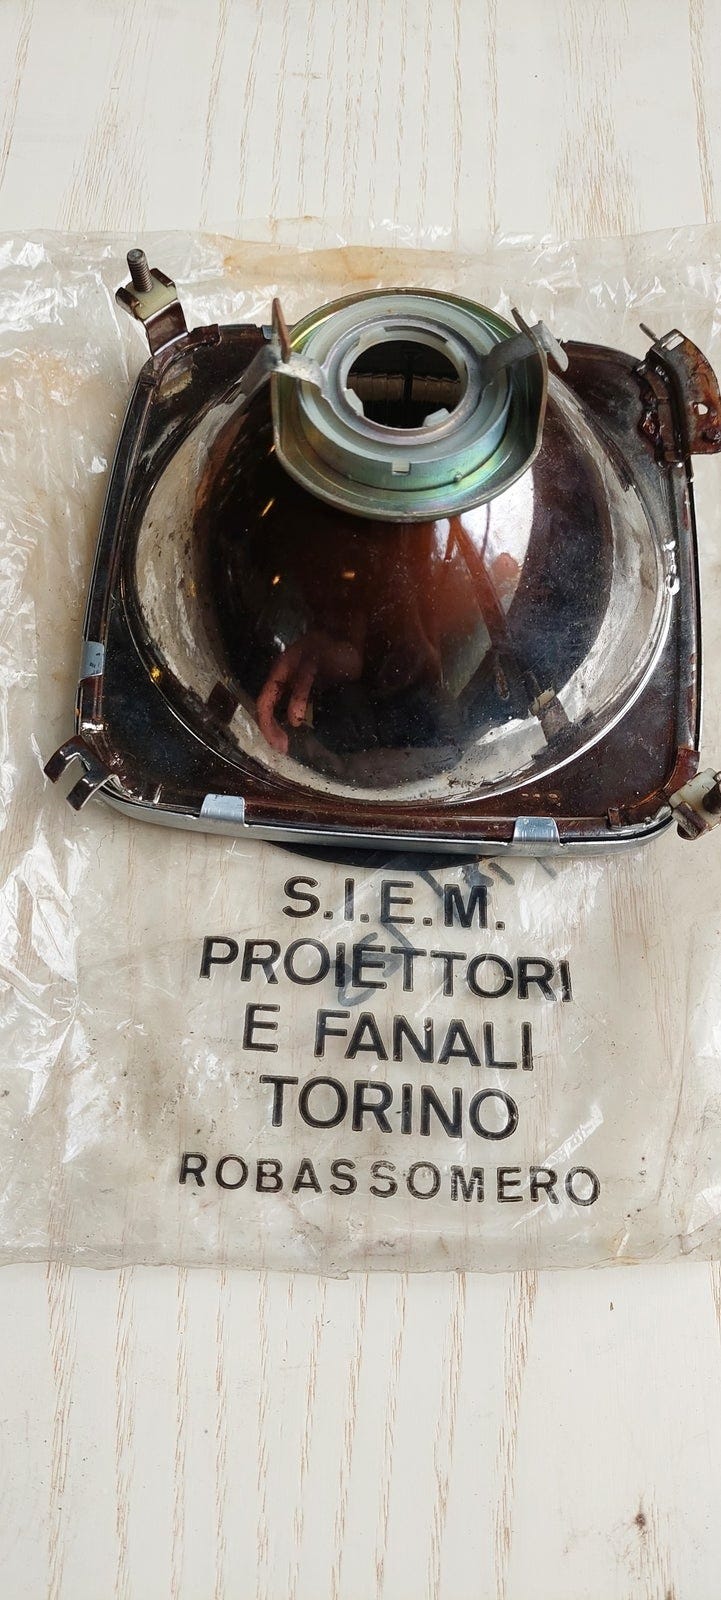 S.I.E.M.
PROIETTORI
E FANALI
TORINO
ROBASSOMERO